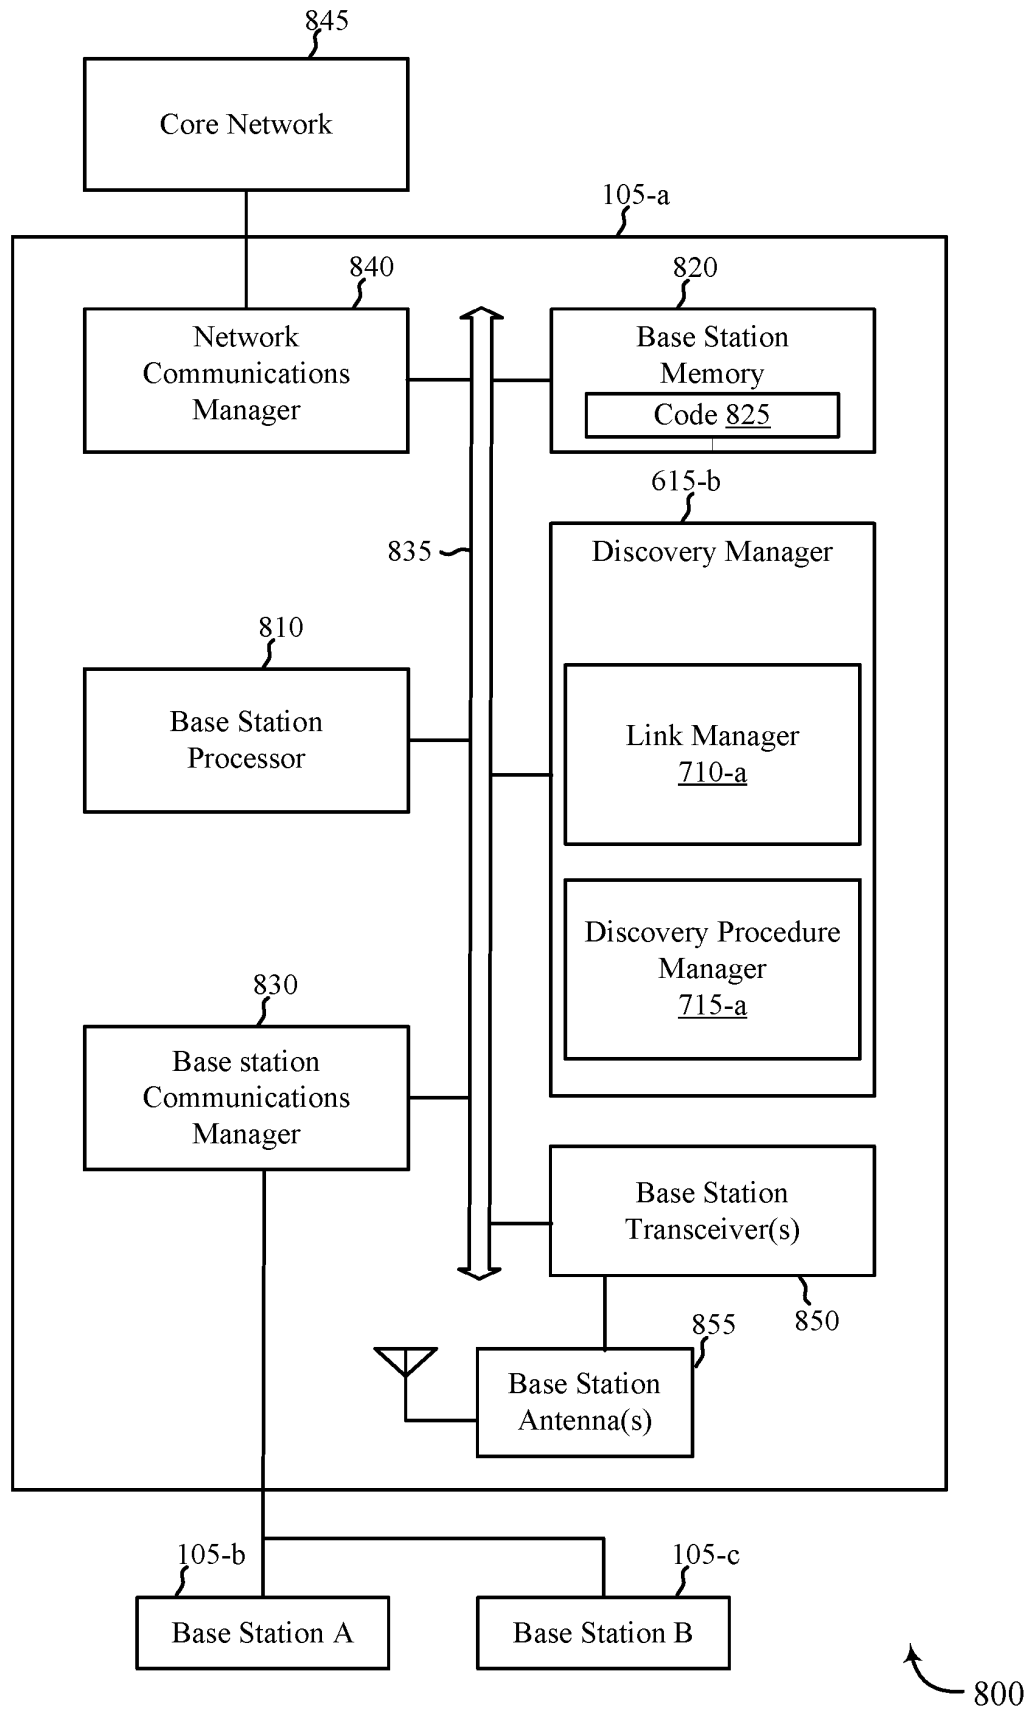 845
Core Network
105-a
840
820
Network
Communications
Manager
Base Station
Memory
Code 825
615-b
835
Discovery Manager
810
Base Station
Processor
Link Manager
710-a
Discovery Procedure
Manager
715-a
830
Base station
Communications
Manager
Base Station
Transceiver(s)
850
855
Base Station
Antenna(s)
105-b
105-c
Base Station A
Base Station B
800